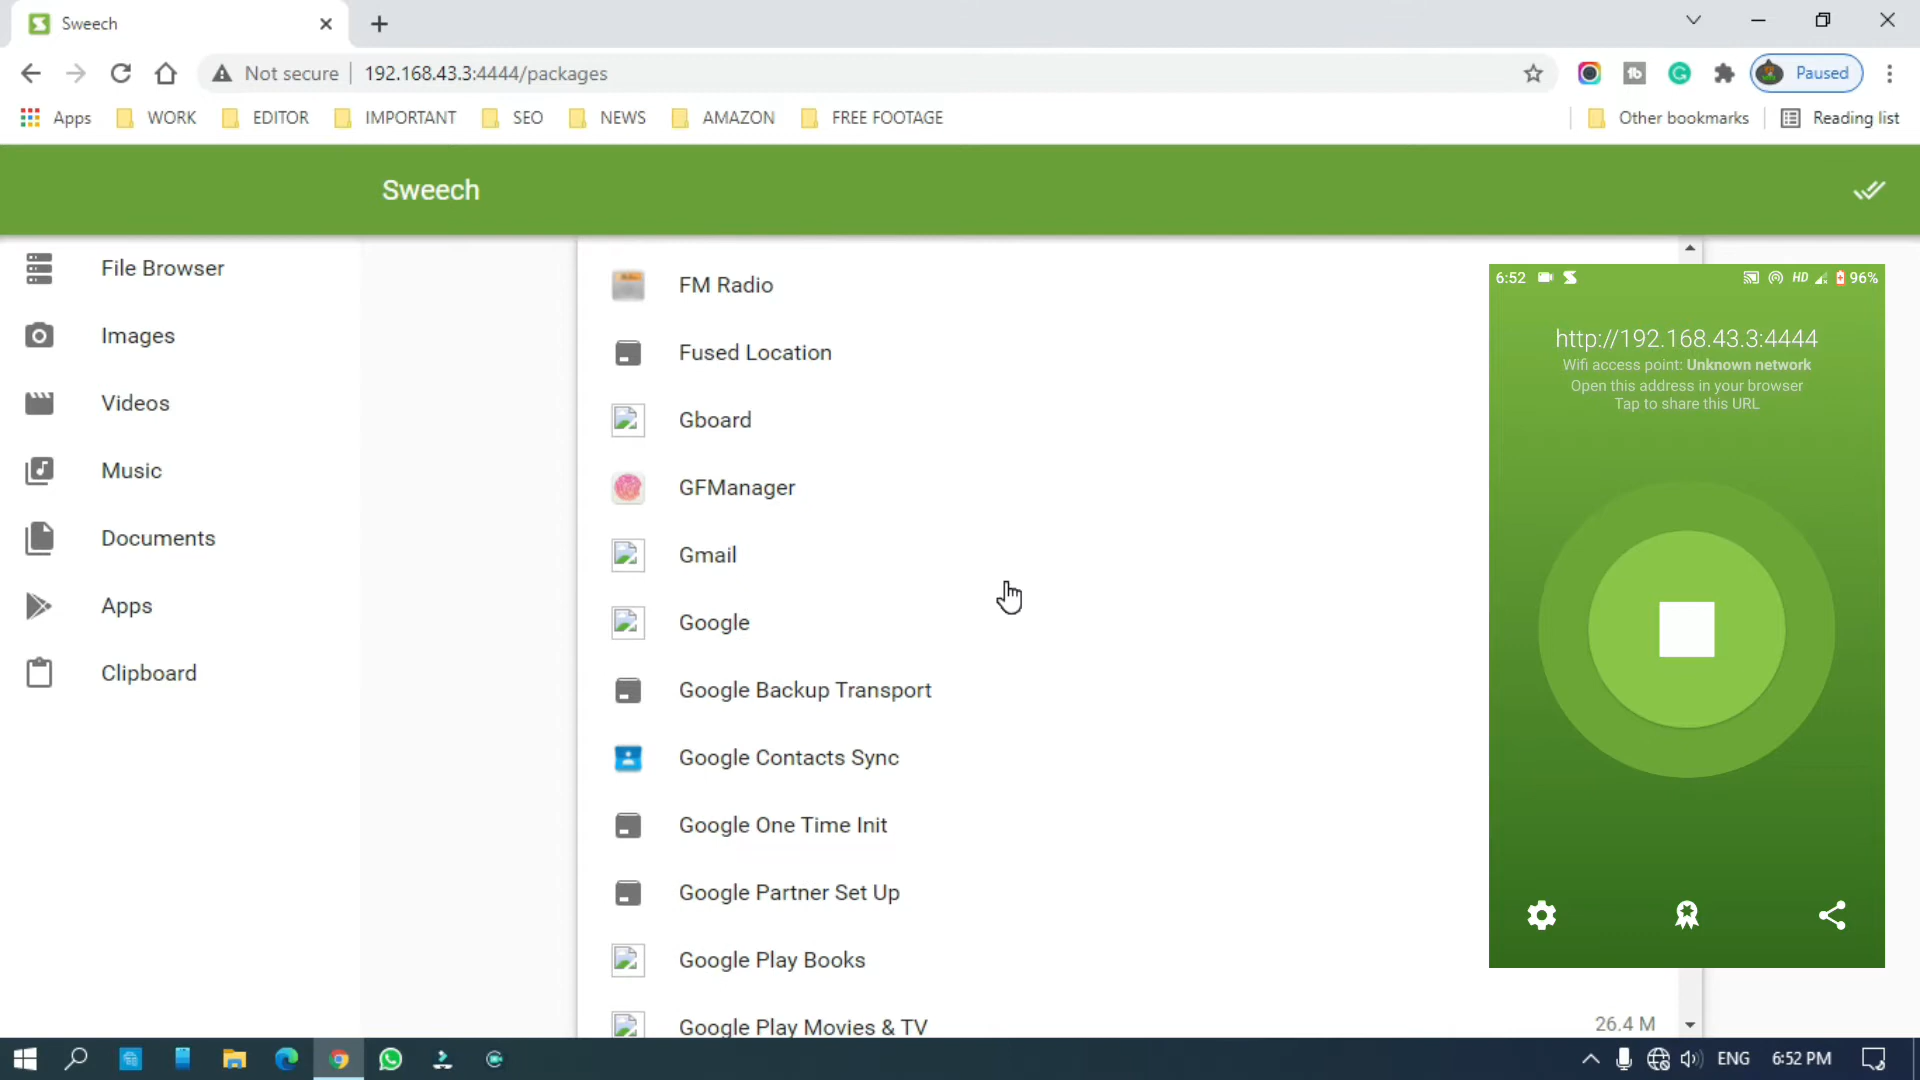 Sweech
Not secure
192.168.43.3:4444/packages
Paused
Apps
WORK
EDITOR
IMPORTANT
SEO
NEWS
AMAZON
FREE FOOTAGE
Other bookmarks
Reading list
Sweech
File Browser
Images
Videos
Music
Documents
Apps
Clipboard
FM Radio
Fused Location
Gboard
GFManager
Gmail
Google
Google Backup Transport
Google Contacts Sync
Google One Time Init
Google Partner Set Up
Google Play Books
Google Play Movies & TV
26.4 M
6:52
HD
96%
http://192.168.43.3:4444
Wifi access point: Unknown network
Open this address in your browser
Tap to share this URL
ENG
6:52 PM